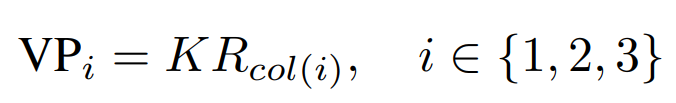 VP_i = KR_{col(i)},    i ∈ {1, 2, 3}